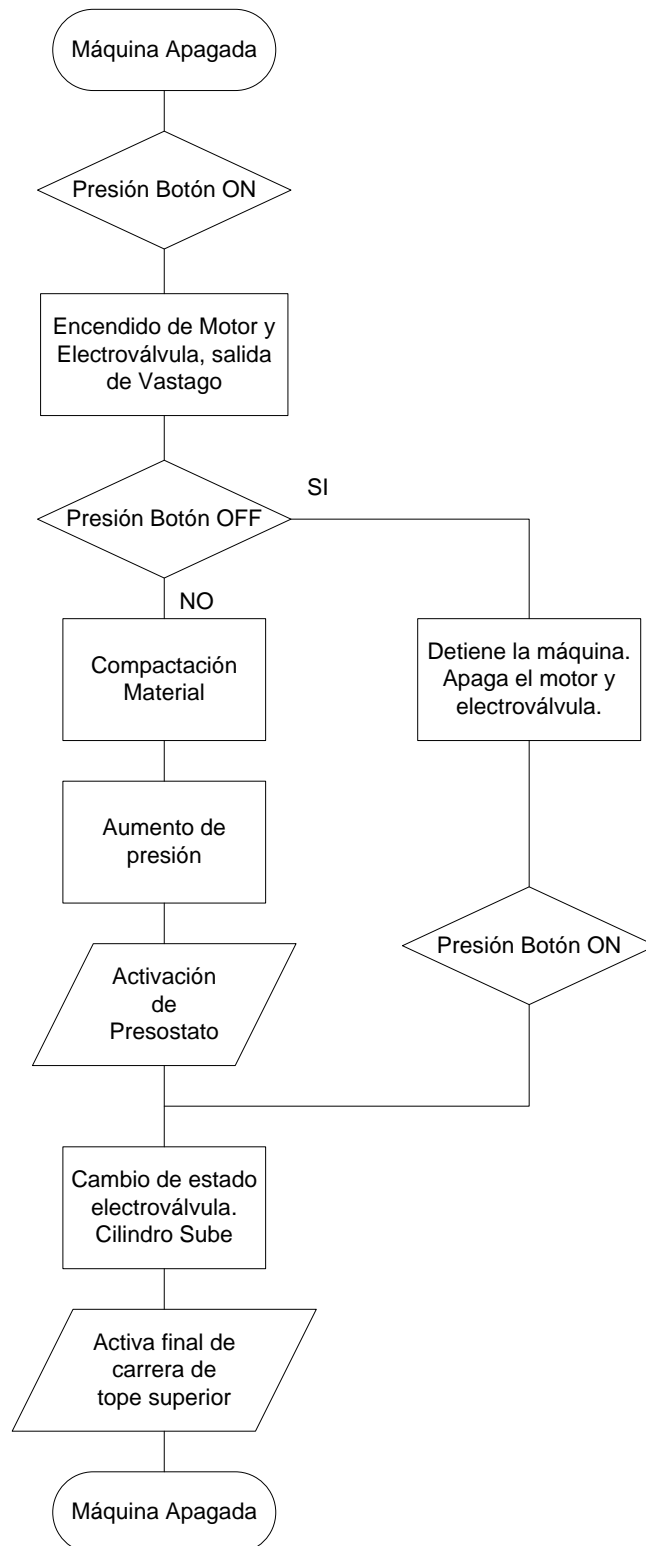 Máquina Apagada
Presión Botón ON
Encendido de Motor y
Electroválvula, salida
de Vastago
Presión Botón OFF
SI
NO
Compactación
Material
Detiene la máquina.
Apaga el motor y
electroválvula.
Aumento de
presión
Presión Botón ON
Activación
de
Presostato
Cambio de estado
electroválvula.
Cilindro Sube
Activa final de
carrera de
tope superior
Máquina Apagada